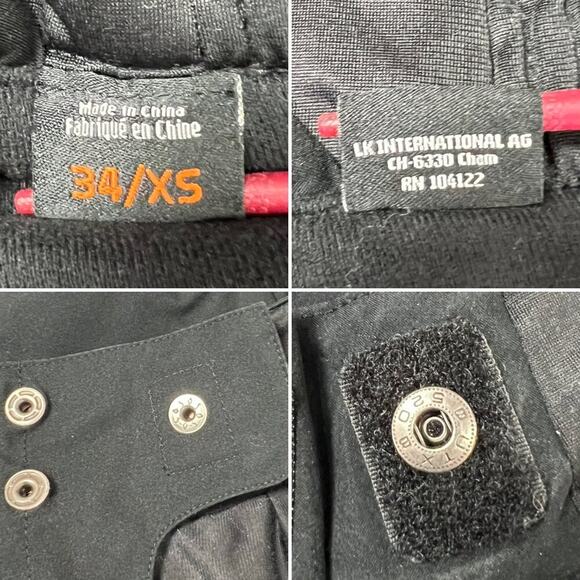 Made in China
Fabriqué en Chine
34/XS
LK INTERNATIONAL AG
CH-6330 Cham
RN 104122